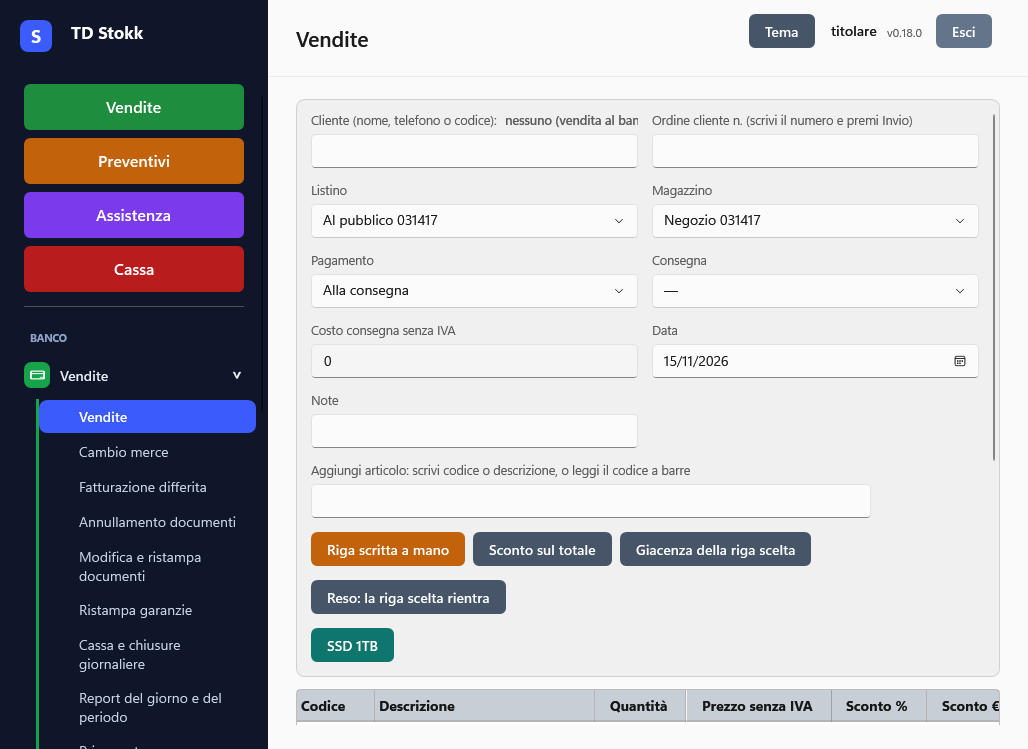 S
TD Stokk
Vendite
Preventivi
Assistenza
Cassa
BANCO
Vendite
Vendite
Cambio merce
Fatturazione differita
Annullamento documenti
Modifica e ristampa
documenti
Ristampa garanzie
Cassa e chiusure
giornaliere
Report del giorno e del
periodo
Vendite
Tema
titolare
v0.18.0
Esci
Cliente (nome, telefono o codice): nessuno (vendita al
Ordine cliente n. (scrivi il numero e premi Invio)
Listino
Magazzino
Al pubblico 031417
Negozio 031417
Pagamento
Consegna
Alla consegna
—
Costo consegna senza IVA
Data
0
15/11/2026
Note
Aggiungi articolo: scrivi codice o descrizione, o leggi il codice a barre
Riga scritta a mano
Sconto sul totale
Giacenza della riga scelta
Reso: la riga scelta rientra
SSD 1TB
Codice
Descrizione
Quantità
Prezzo senza IVA
Sconto %
Sconto €